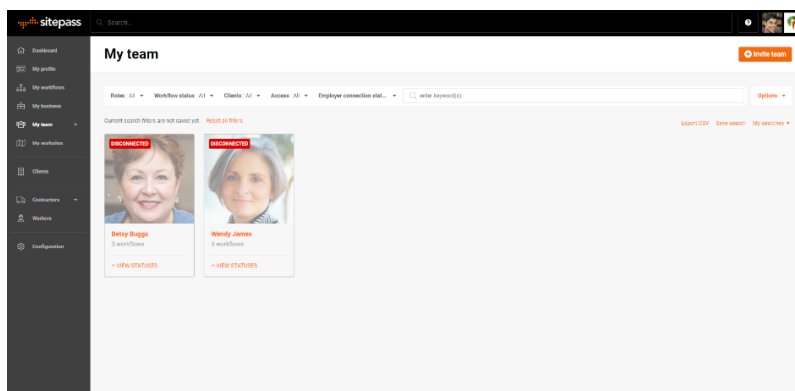 sitepass
Search...
Dashboard
My profile
My workflows
My business
My team
My worksites
Clients
Contractors
Workers
Configuration
My team
Invite team
Roles: All
Workflow status: All
Clients: All
Access: All
Employer connection stat...
enter keyword(s)
Options
Current search filters are not saved yet Reset all filters
Export CSV Save search My searches
DISCONNECTED
Betsy Buggs
3 workflows
VIEW STATUSES
DISCONNECTED
Wendy James
5 workflows
VIEW STATUSES